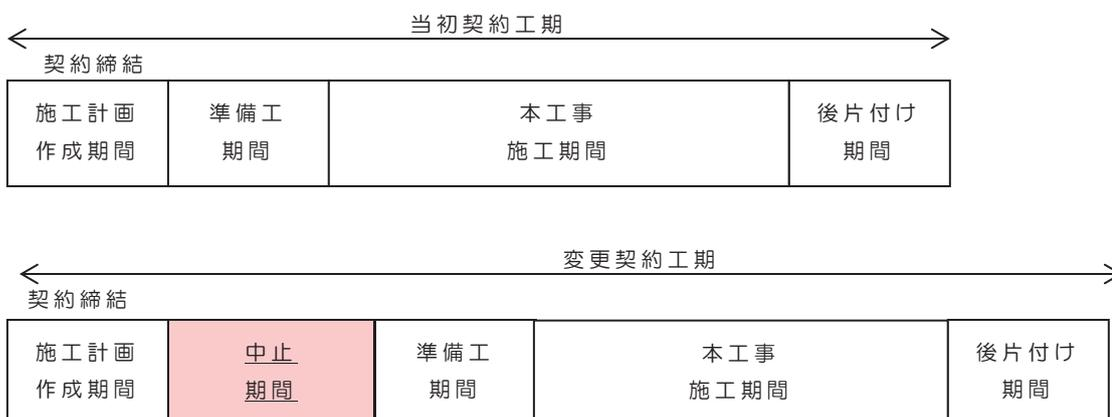 当初契約工期
契約締結
施工計画 準備工 本工事 後片付け
作成期間 期間 施工期間 期間
変更契約工期
契約締結
施工計画 中止 準備工 本工事 後片付け
作成期間 期間 期間 施工期間 期間